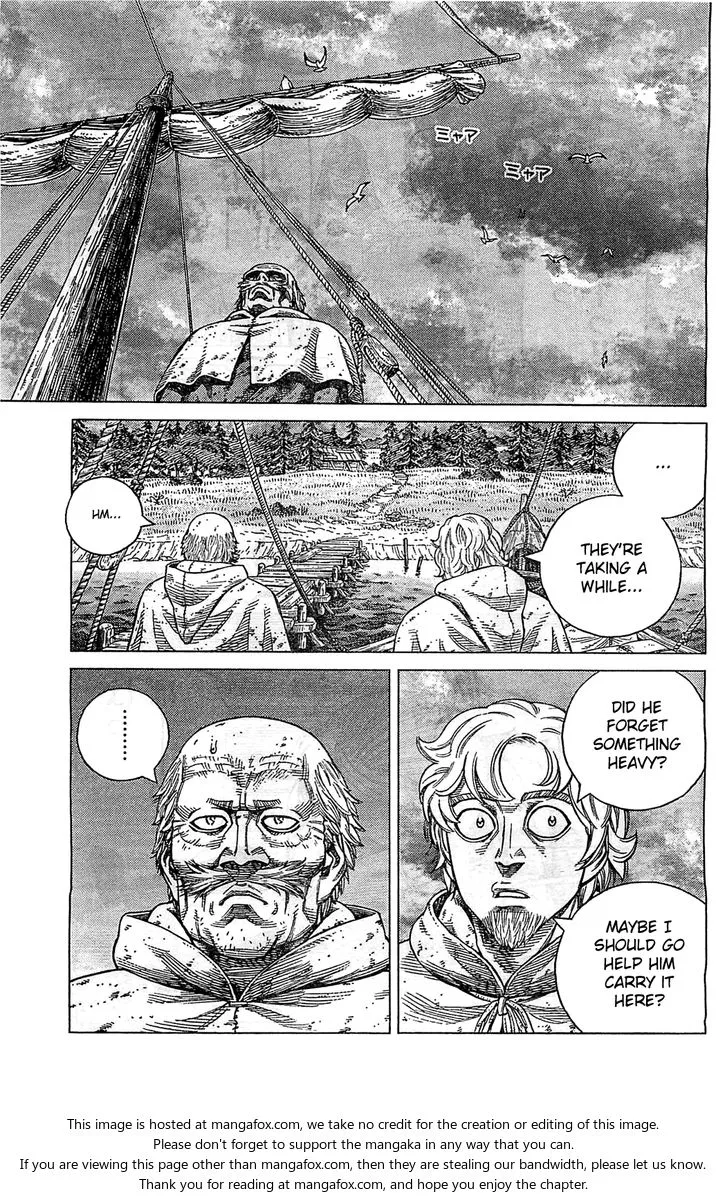 ミャア
ミャア
HM...
...
THEY'RE
TAKING A
WHILE...
.........
DID HE
FORGET
SOMETHING
HEAVY?
MAYBE I
SHOULD GO
HELP HIM
CARRY IT
HERE?
This image is hosted at mangafox.com, we take no credit for the creation or editing of this image.
Please don't forget to support the mangaka in any way that you can.
If you are viewing this page other than mangafox.com, then they are stealing our bandwidth, please let us know.
Thank you for reading at mangafox.com, and hope you enjoy the chapter.